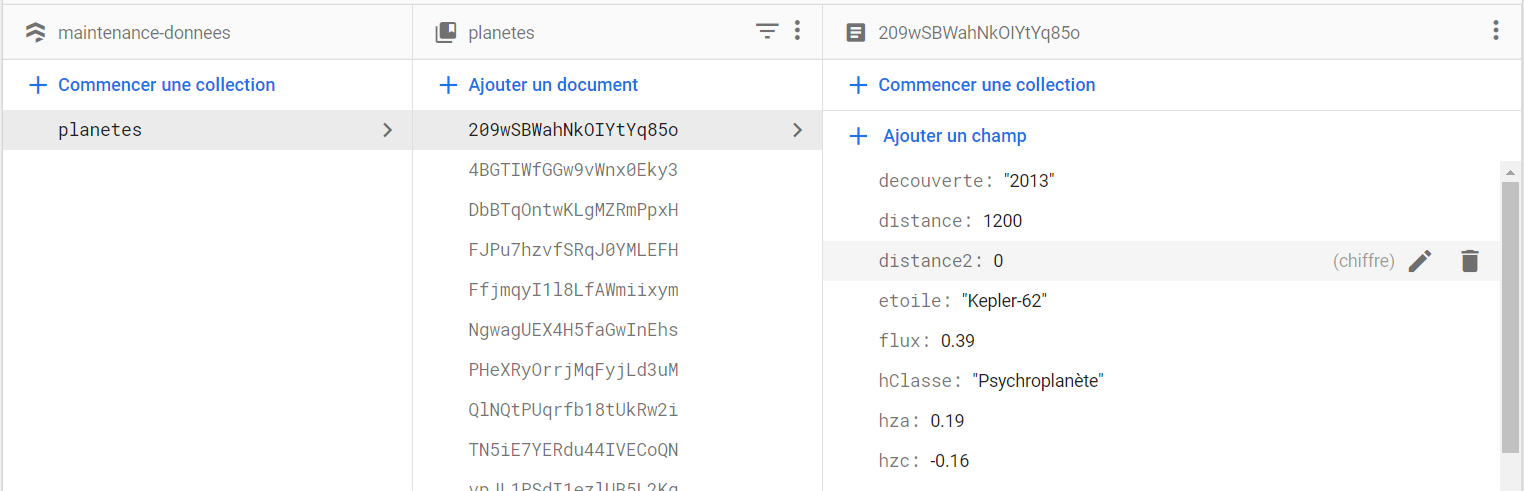 maintenance-donnees
Commencer une collection
planetes
planetes
Ajouter un document
209wSBWahNkOIYtYq85o
4BGTIWfGGw9vWnx0Eky3
DbBTqOntwKLgMZRmPpxH
FJPu7hzvfSRqJ0YMLEFH
FfjmqyI1l8LfAWmiixym
NgwagUEX4H5faGwInEhs
PHeXRyOrrjMqFyjLd3uM
QlNQtPUqrfb18tUkRw2i
TN5iE7YERdu44IVECoQN
209wSBWahNkOIYtYq85o
Commencer une collection
Ajouter un champ
decouverte: "2013"
distance: 1200
distance2: 0 (chiffre)
etoile: "Kepler-62"
flux: 0.39
hClasse: "Psychroplanète"
hza: 0.19
hzc: -0.16